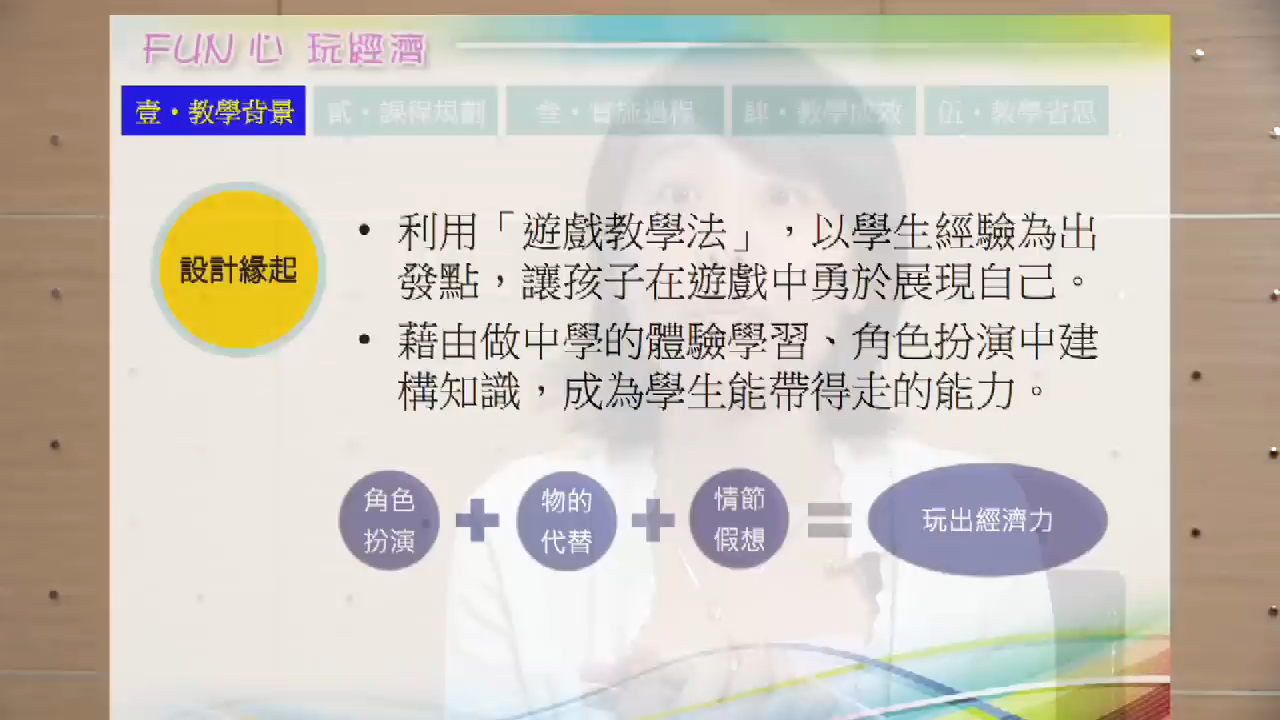 FUN 心 玩經濟
壹・教學背景
貳・課程規劃
叁・實施過程
肆・教學成效
伍・教學省思
設計緣起
• 利用「遊戲教學法」，以學生經驗為出
發點，讓孩子在遊戲中勇於展現自己。
• 藉由做中學的體驗學習、角色扮演中建
構知識，成為學生能帶得走的能力。
角色
扮演
物的
代替
情節
假想
玩出經濟力